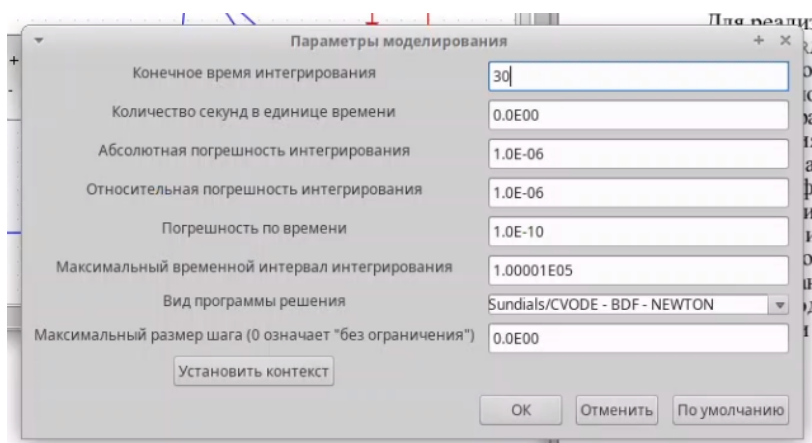 Для реализ
Параметры моделирования
Конечное время интегрирования
30
Количество секунд в единице времени
0.0E00
Абсолютная погрешность интегрирования
1.0E-06
Относительная погрешность интегрирования
1.0E-06
Погрешность по времени
1.0E-10
Максимальный временной интервал интегрирования
1.00001E05
Вид программы решения
Sundials/CVODE - BDF - NEWTON
Максимальный размер шага (0 означает "без ограничения")
0.0E00
Установить контекст
ОК
Отменить
По умолчанию